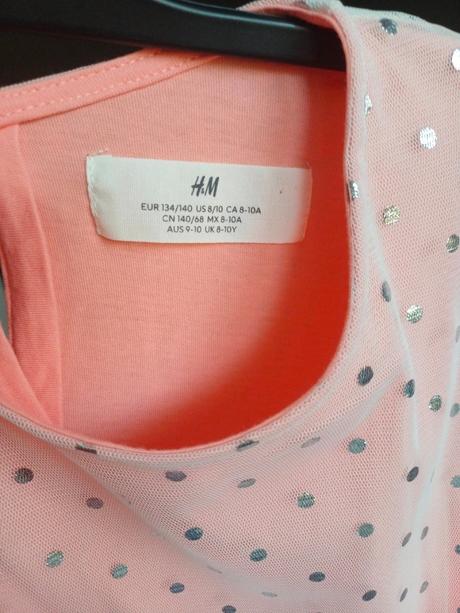 H&M
EUR 134/140 US 8/10 CA 8-10A
CN 140/68 MX 8-10A
AUS 9-10 UK 8-10Y